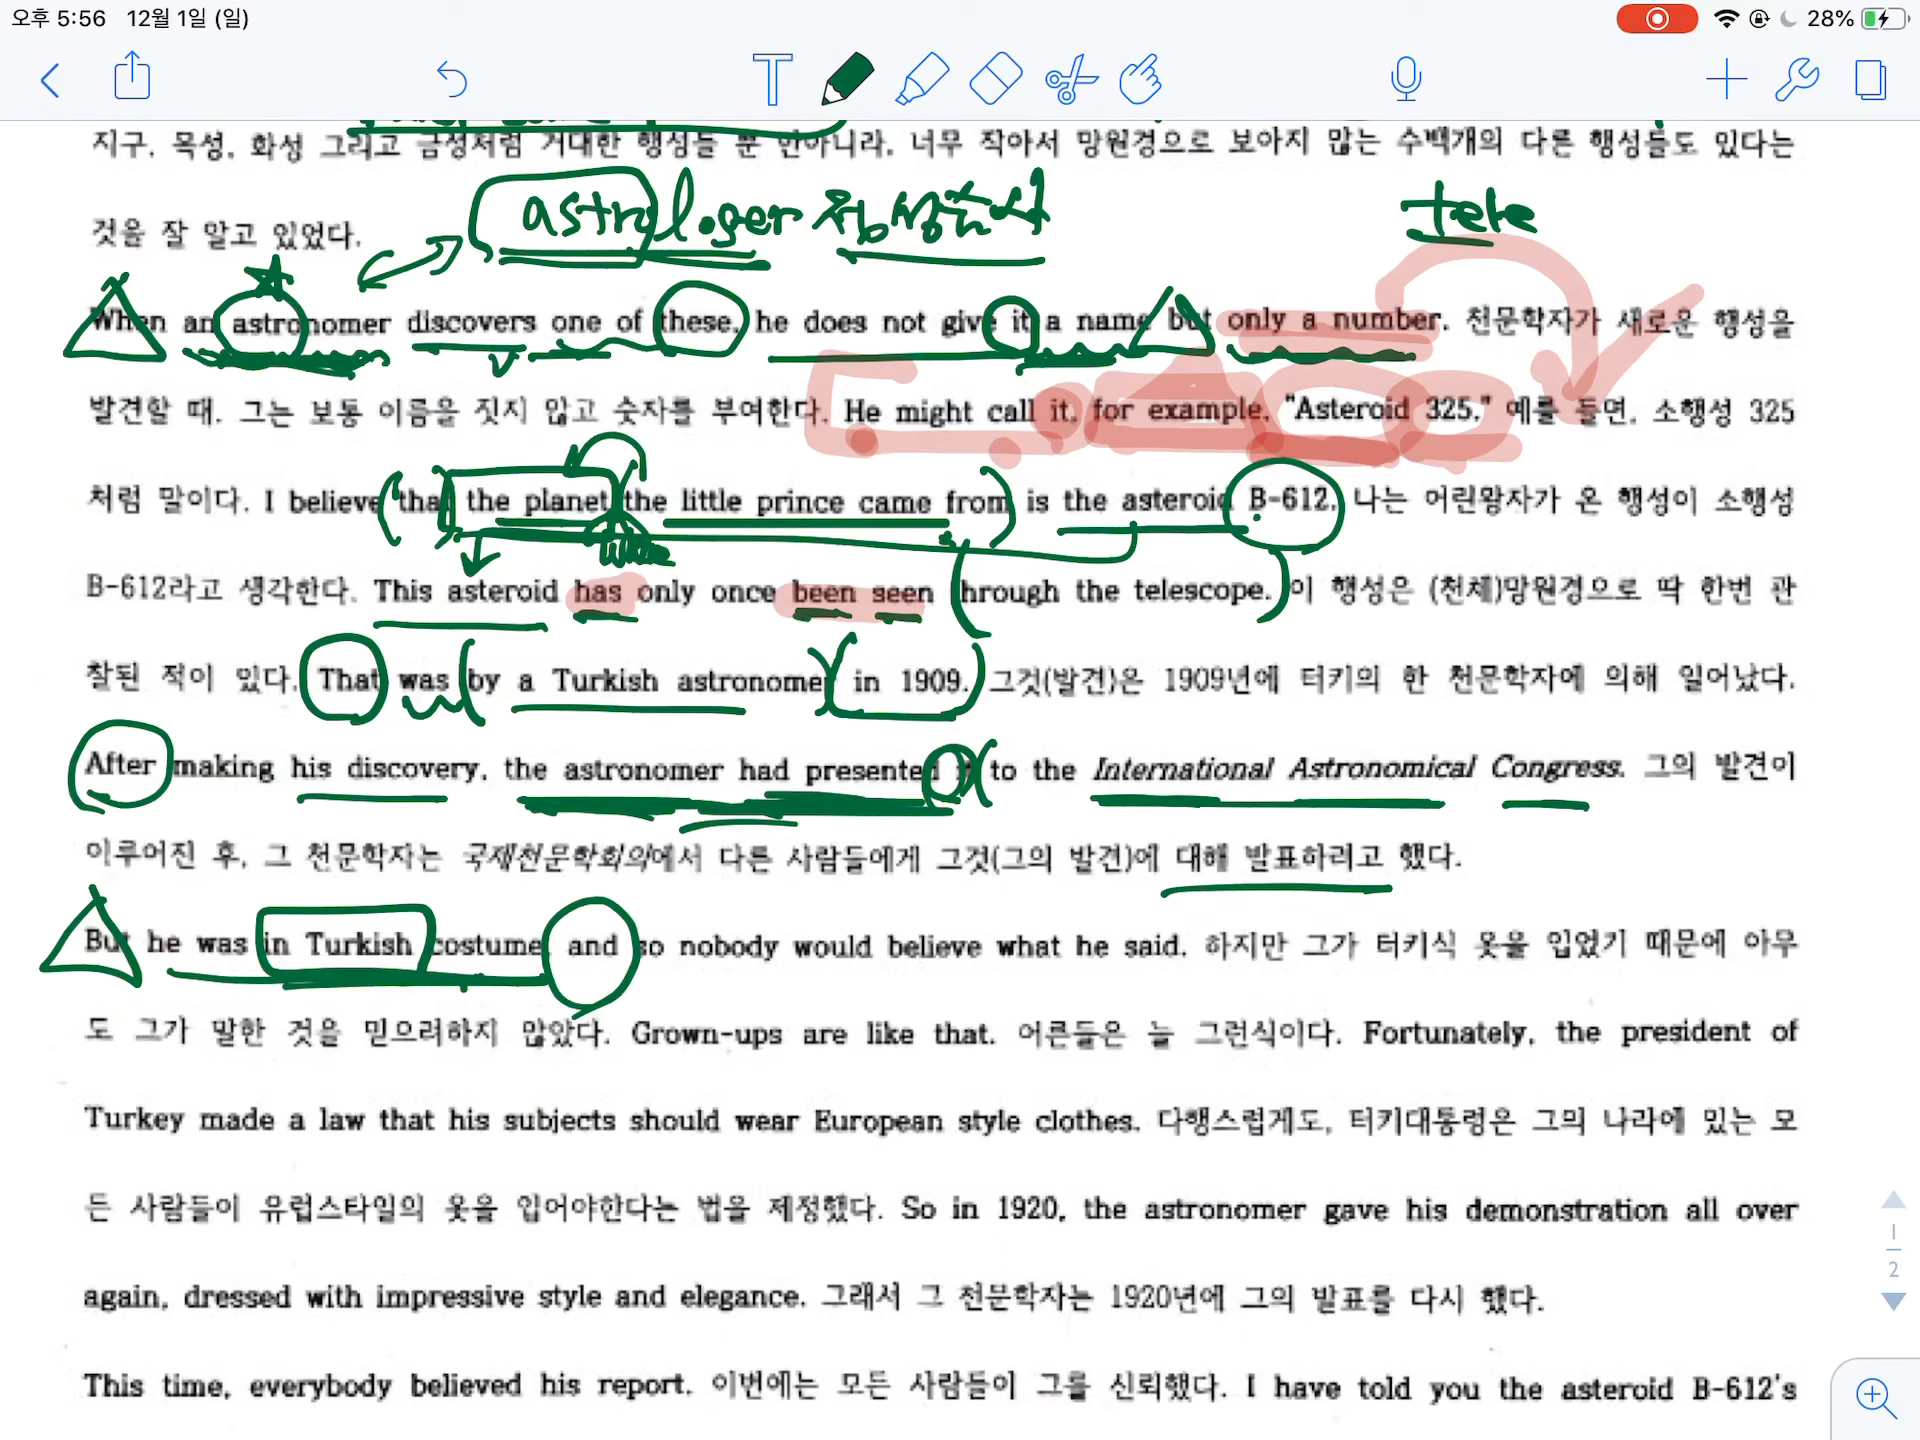 오후 5:56 12월 1일 (일) 28%
지구, 목성, 화성 그리고 금성처럼 거대한 행성들 뿐 만아니라, 너무 작아서 망원경으로 보아지 않는 수백개의 다른 행성들도 있다는
astrologer 점성술사 tele
것을 잘 알고 있었다.
When an astronomer discovers one of these, he does not give it a name but only a number. 천문학자가 새로운 행성을
발견할 때, 그는 보통 이름을 짓지 않고 숫자를 부여한다. He might call it, for example, "Asteroid 325." 예를 들면, 소행성 325
처럼 말이다. I believe that the planet the little prince came from is the asteroid B-612. 나는 어린왕자가 온 행성이 소행성
B-612라고 생각한다. This asteroid has only once been seen through the telescope. 이 행성은 (천체)망원경으로 딱 한번 관
찰된 적이 있다. That was by a Turkish astronomer in 1909. 그것(발견)은 1909년에 터키의 한 천문학자에 의해 일어났다.
After making his discovery, the astronomer had presented it to the International Astronomical Congress. 그의 발견이
이루어진 후, 그 천문학자는 국제천문학회의에서 다른 사람들에게 그것(그의 발견)에 대해 발표하려고 했다.
But he was in Turkish costume, and so nobody would believe what he said. 하지만 그가 터키식 옷을 입었기 때문에 아무
도 그가 말한 것을 믿으려하지 않았다. Grown-ups are like that. 어른들은 늘 그런식이다. Fortunately, the president of
Turkey made a law that his subjects should wear European style clothes. 다행스럽게도, 터키대통령은 그의 나라에 있는 모
든 사람들이 유럽스타일의 옷을 입어야한다는 법을 제정했다. So in 1920, the astronomer gave his demonstration all over
again, dressed with impressive style and elegance. 그래서 그 천문학자는 1920년에 그의 발표를 다시 했다.
This time, everybody believed his report. 이번에는 모든 사람들이 그를 신뢰했다. I have told you the asteroid B-612's
1
2